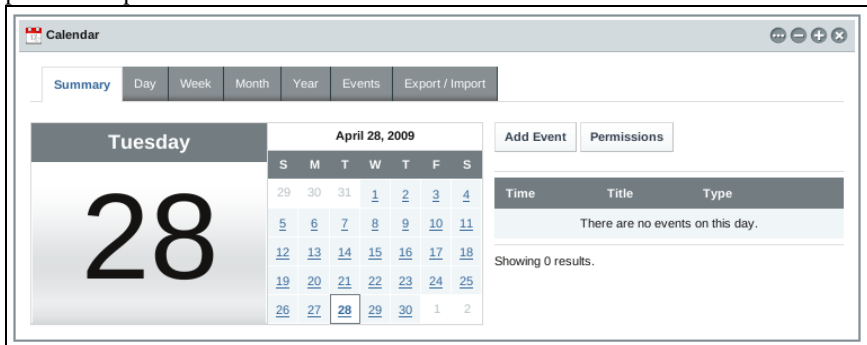 Calendar
Summary Day Week Month Year Events Export / Import
Tuesday
28
April 28, 2009
S M T W T F S
29 30 31 1 2 3 4
5 6 7 8 9 10 11
12 13 14 15 16 17 18
19 20 21 22 23 24 25
26 27 28 29 30 1 2
Add Event Permissions
Time Title Type
There are no events on this day.
Showing 0 results.